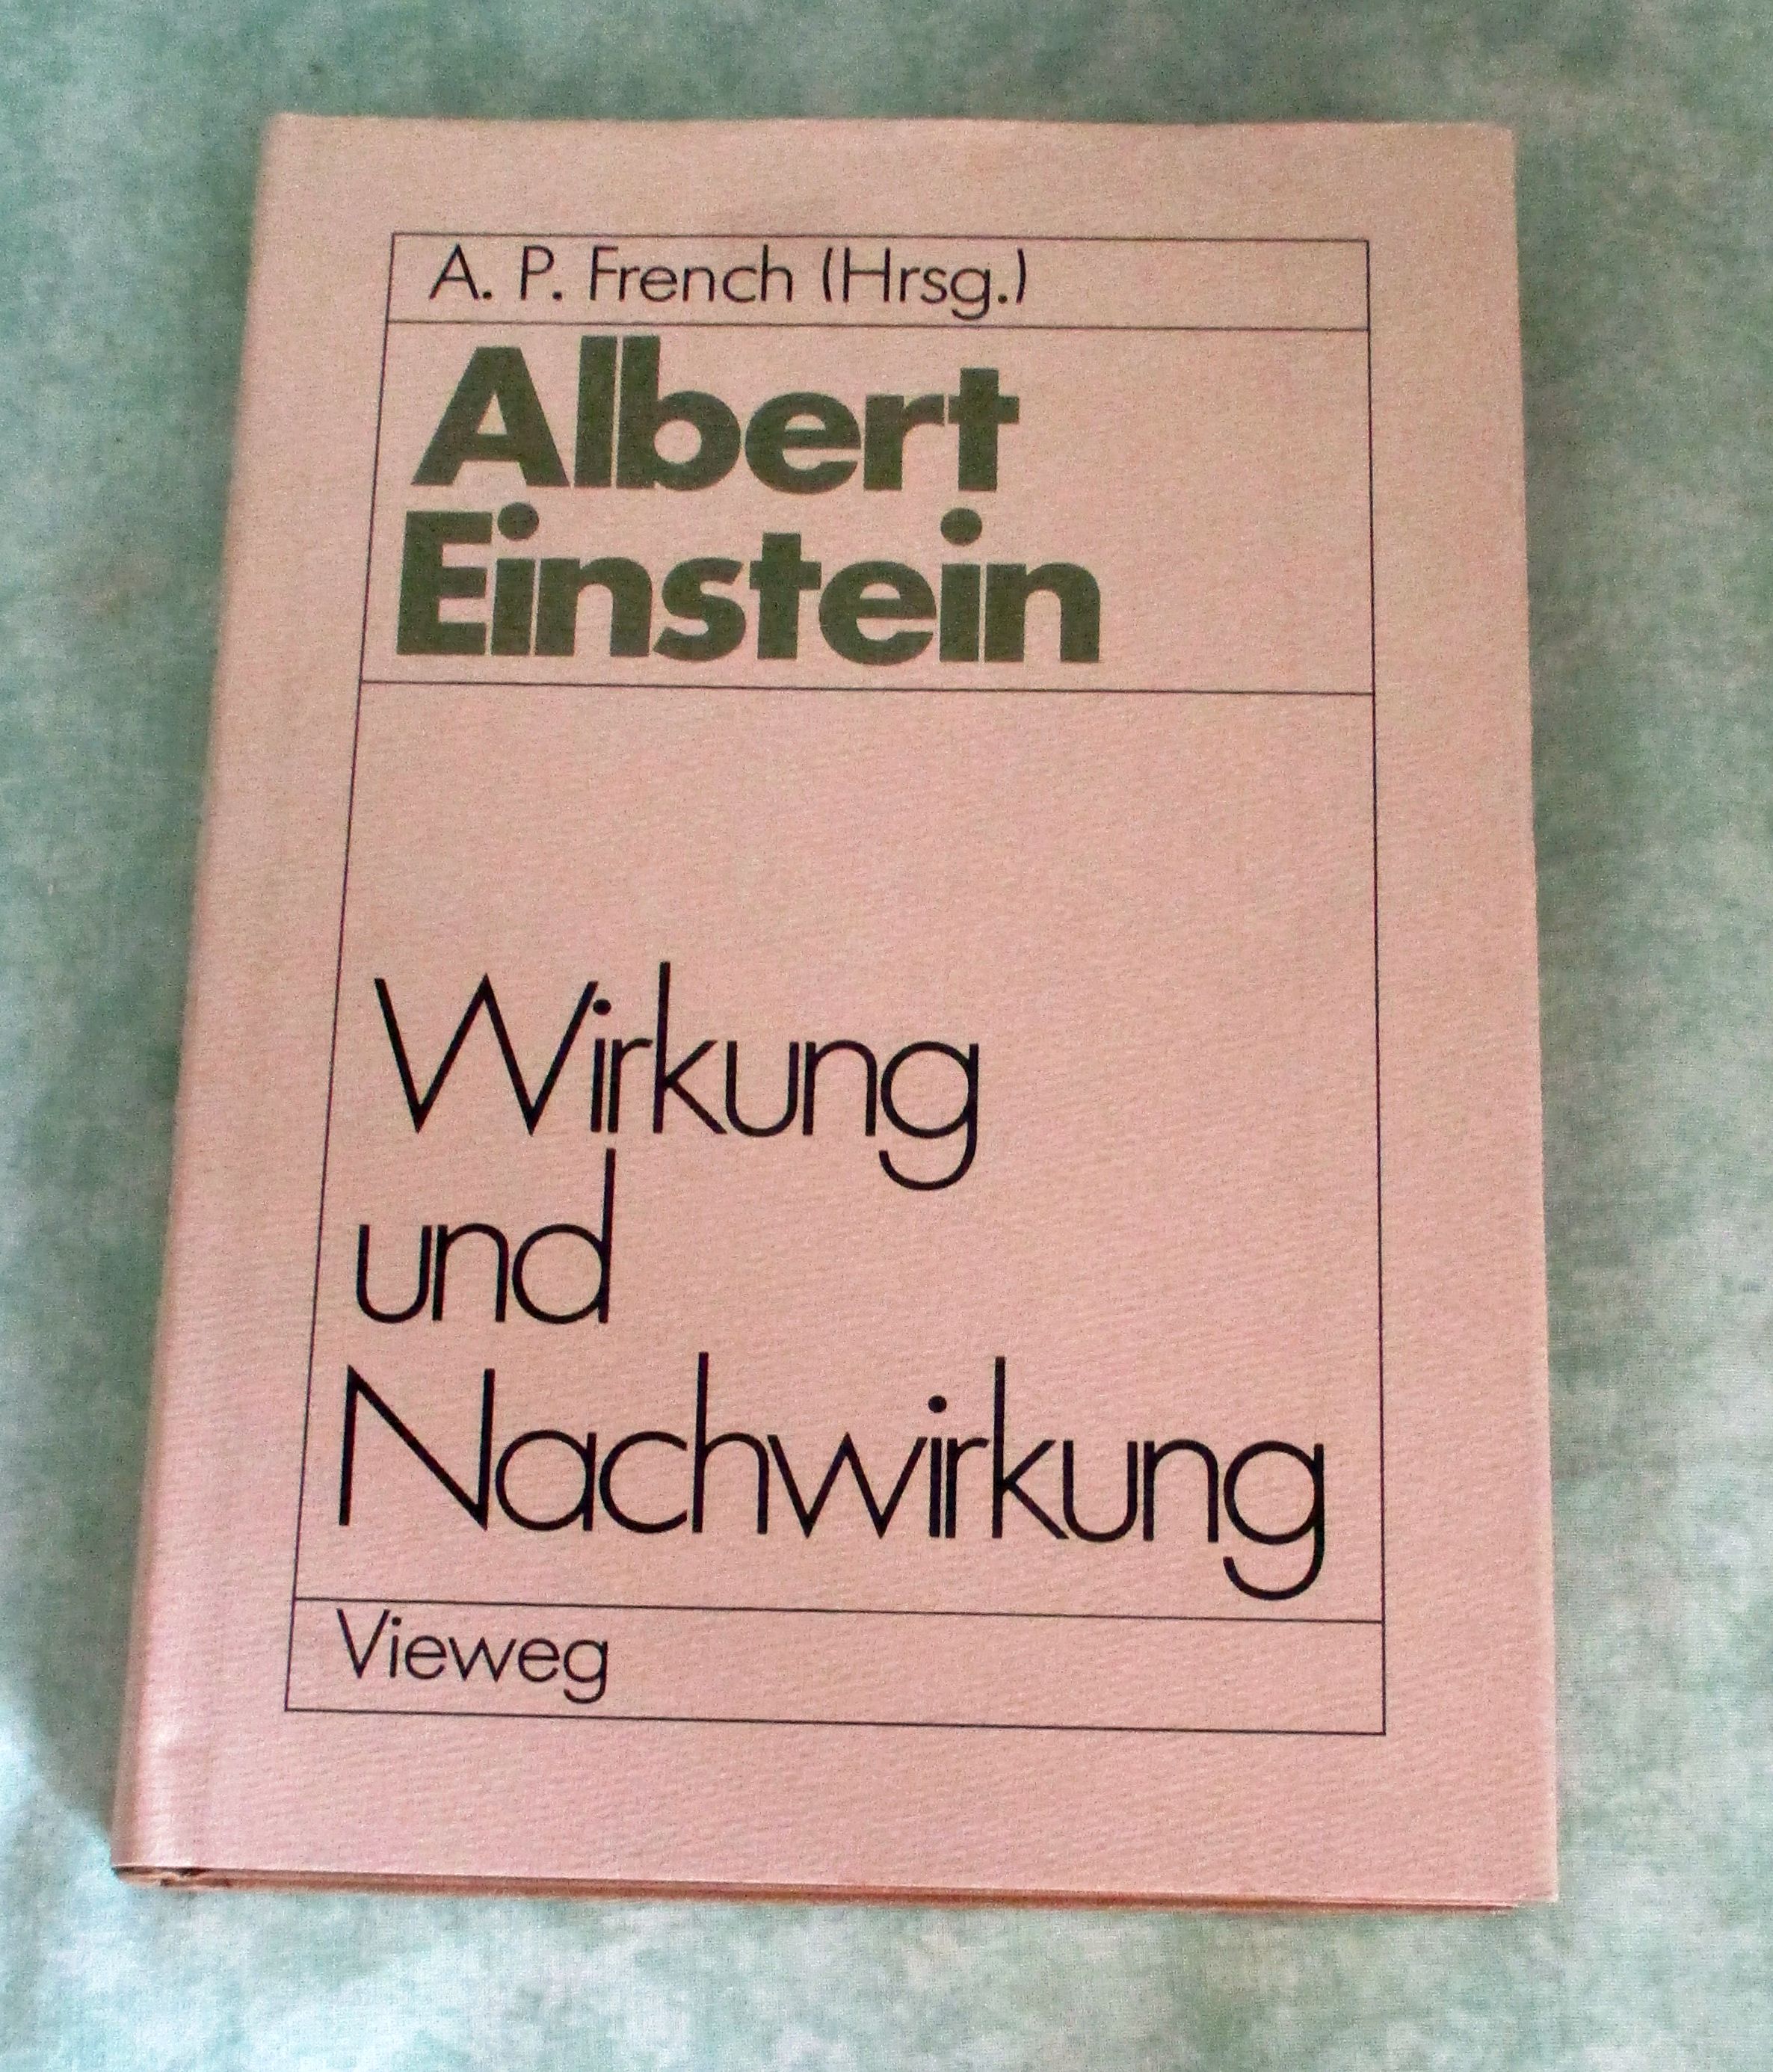 A. P. French (Hrsg.)
Albert
Einstein
Wirkung
und
Nachwirkung
Vieweg